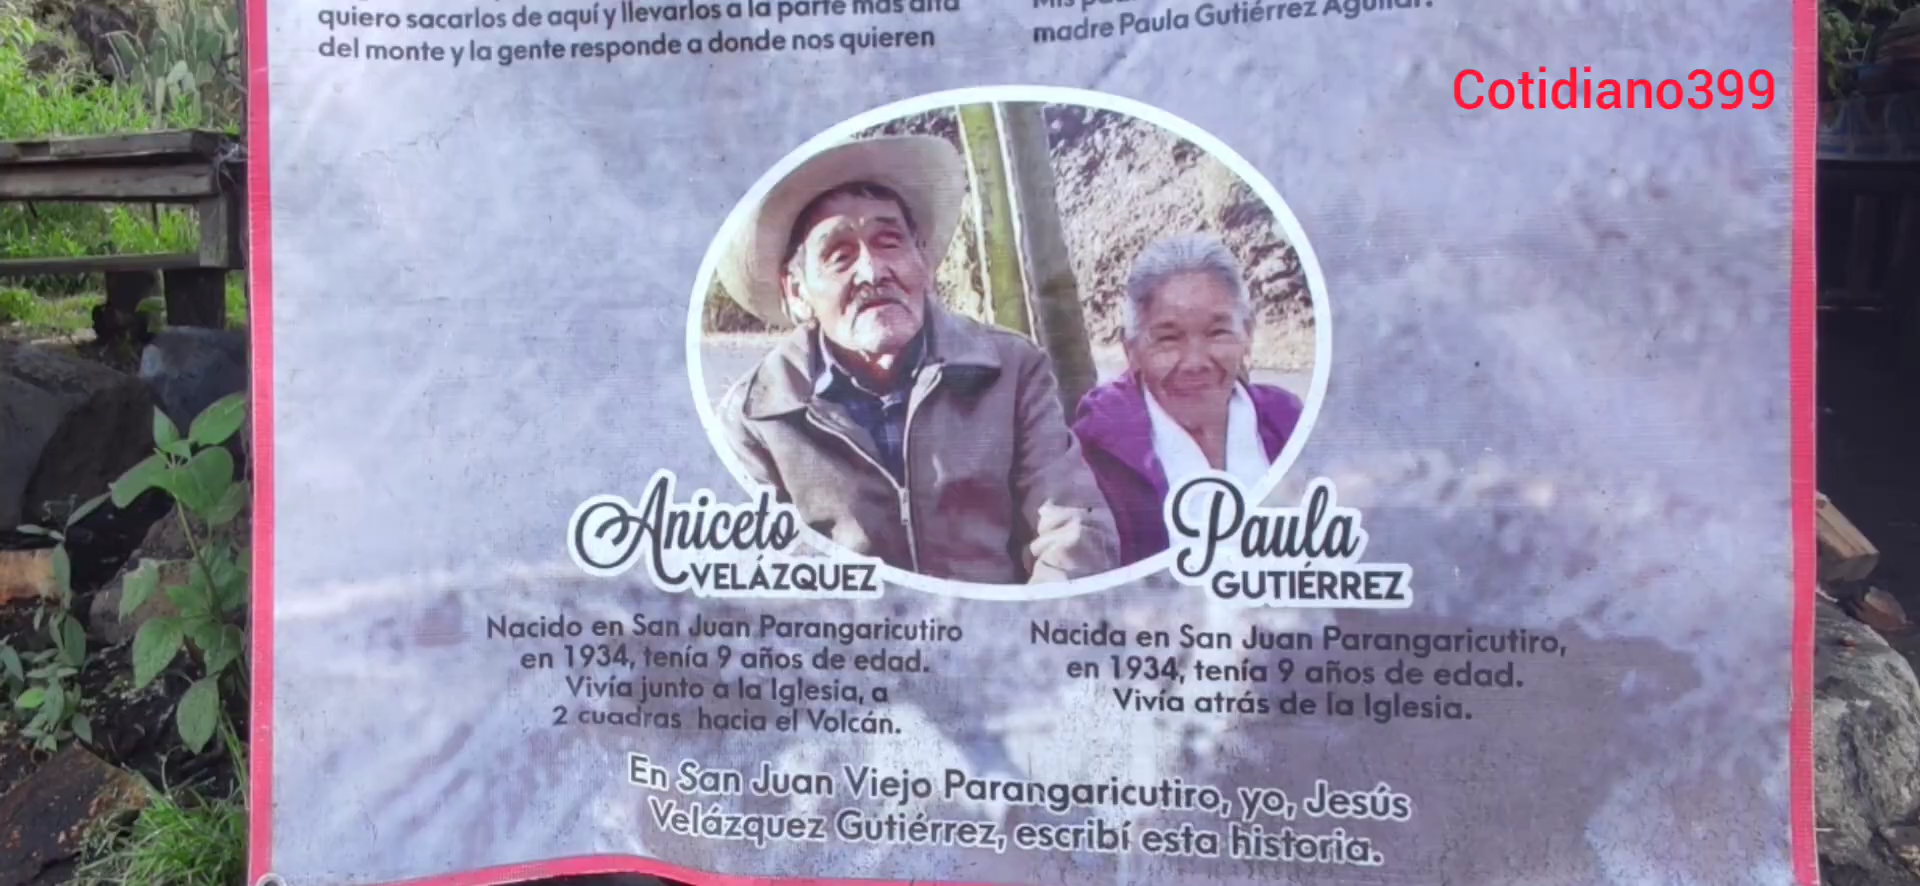 quiero sacarlos de aquí y llevarlos a la parte más alta
del monte y la gente responde a donde nos quieren
madre Paula Gutiérrez Aguilar.
Cotidiano399
Aniceto
VELÁZQUEZ
Nacido en San Juan Parangaricutiro
en 1934, tenía 9 años de edad.
Vivía junto a la Iglesia, a
2 cuadras hacia el Volcán.
Paula
GUTIÉRREZ
Nacida en San Juan Parangaricutiro,
en 1934, tenía 9 años de edad.
Vivía atrás de la Iglesia.
En San Juan Viejo Parangaricutiro, yo, Jesús
Velázquez Gutiérrez, escribí esta historia.